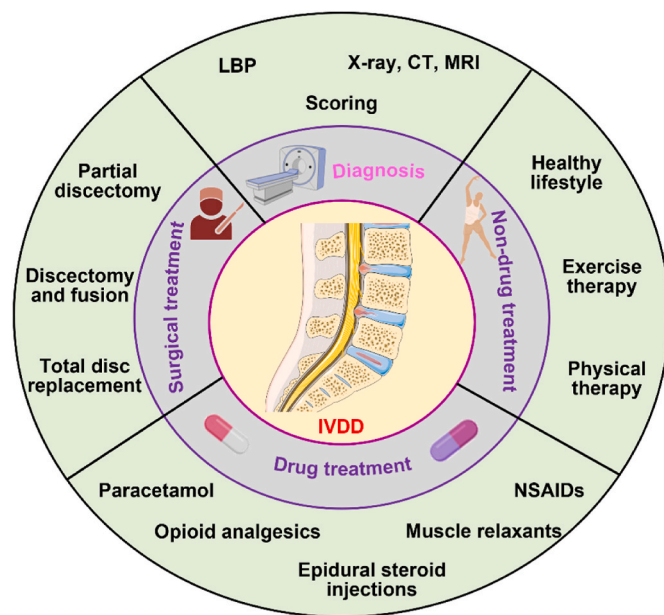 LBP
X-ray, CT, MRI
Scoring
Diagnosis
Partial
discectomy
Discectomy
and fusion
Total disc
replacement
Surgical treatment
Healthy
lifestyle
Exercise
therapy
Physical
therapy
Non-drug treatment
IVDD
Drug treatment
Paracetamol
NSAIDs
Opioid analgesics
Muscle relaxants
Epidural steroid
injections